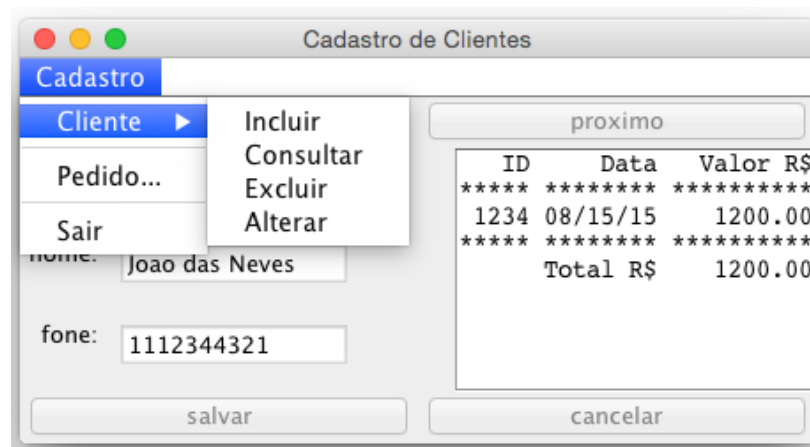 Cadastro de Clientes
Cadastro
Cliente
Incluir
Consultar
Excluir
Alterar
Pedido...
Sair
proximo
ID Data Valor R$
***** ******** **********
1234 08/15/15 1200.00
***** ******** **********
Total R$ 1200.00
nome: Joao das Neves
fone: 1112344321
salvar
cancelar